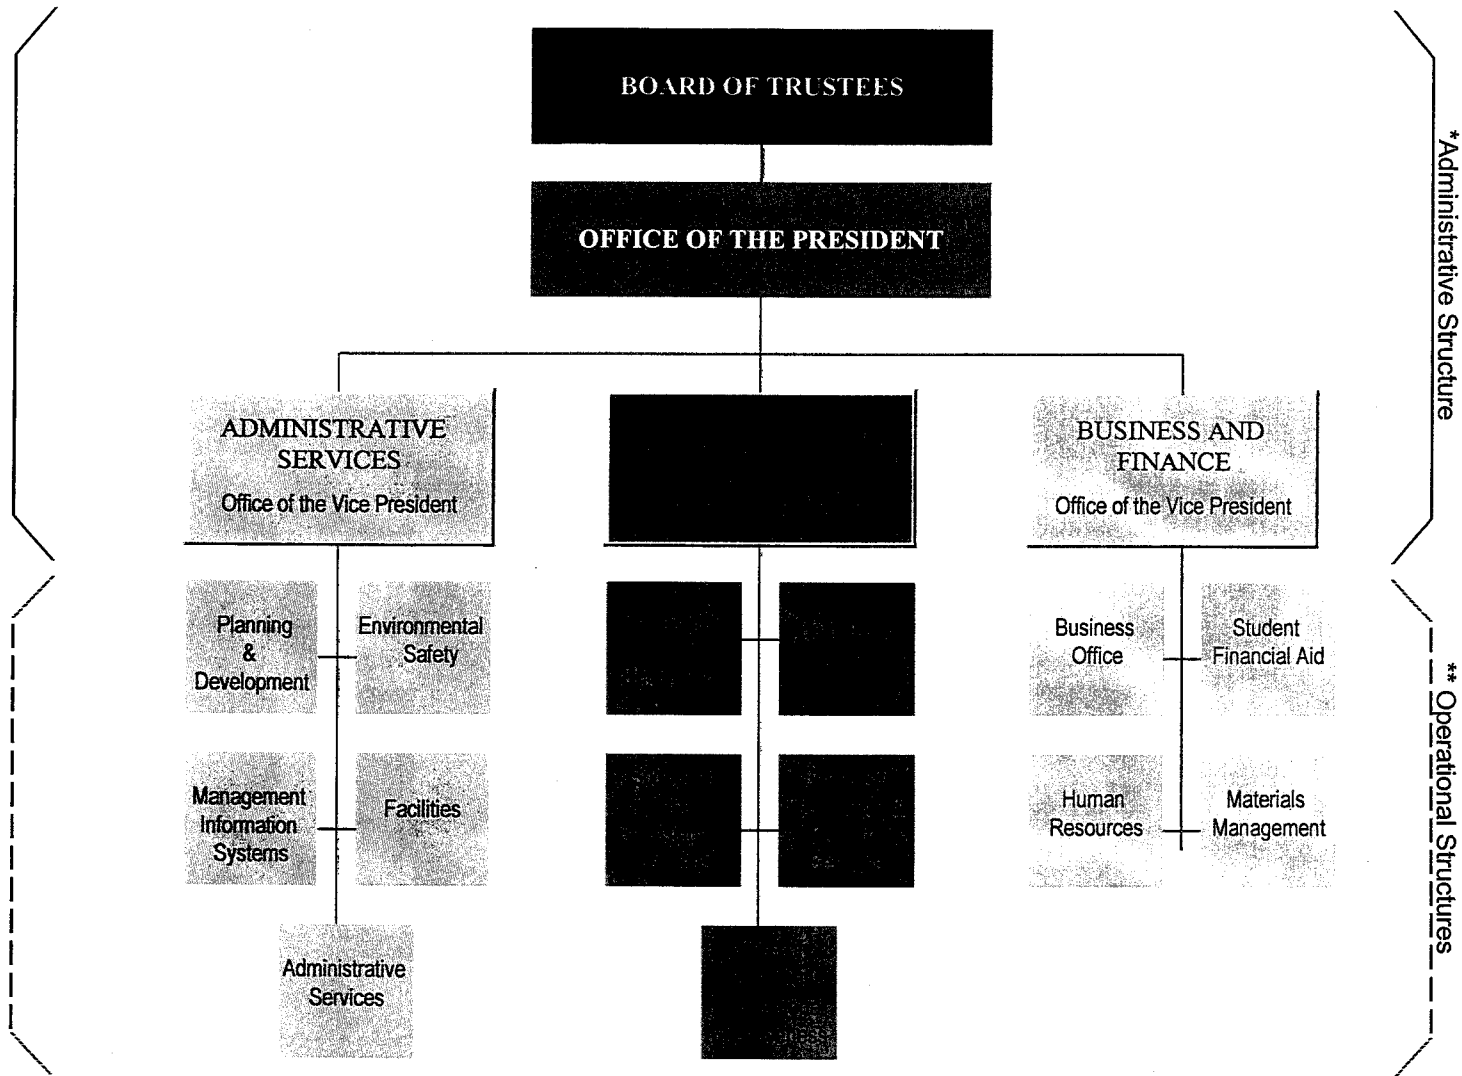 BOARD OF TRUSTEES
OFFICE OF THE PRESIDENT
*Administrative Structure
ADMINISTRATIVE
SERVICES
Office of the Vice President
BUSINESS AND
FINANCE
Office of the Vice President
Planning
&
Development
Environmental
Safety
Business
Office
Student
Financial Aid
** Operational Structures
Management
Information
Systems
Facilities
Human
Resources
Materials
Management
Administrative
Services